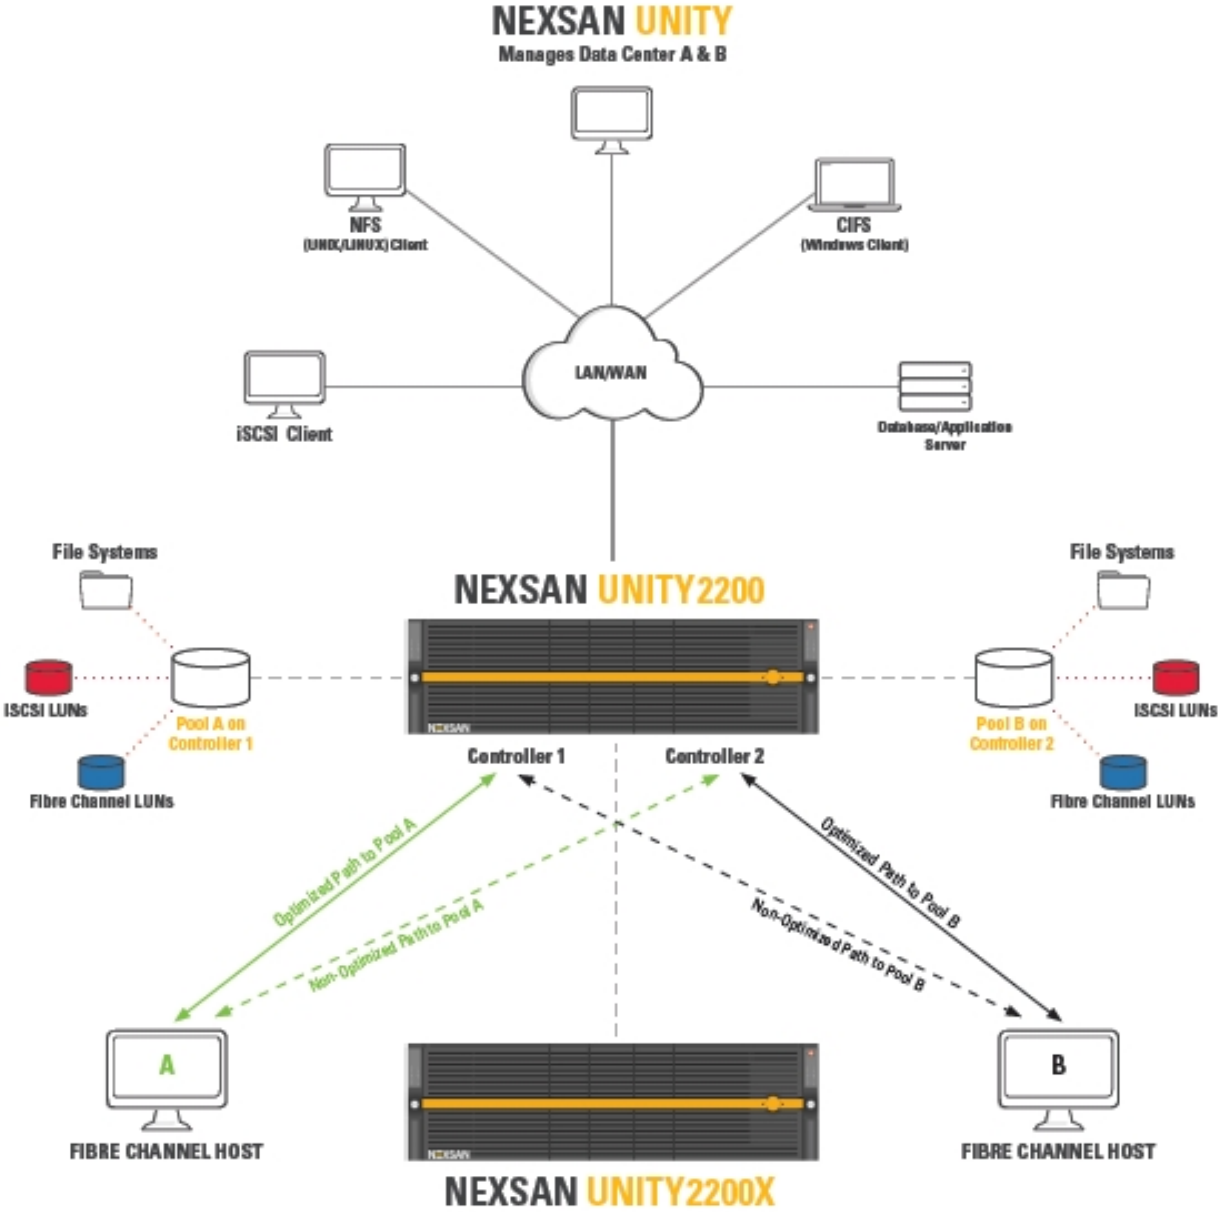 NEXSAN UNITY
Manages Data Center A & B
NFS
(UNIX/LINUX) Client
CIFS
(Windows Client)
LAN/WAN
iSCSI Client
Database/Application
Server
File Systems
File Systems
NEXSAN UNITY2200
NEXSAN
ISCSI LUNs
Pool A on
Controller 1
Pool B on
Controller 2
ISCSI LUNs
Controller 1
Controller 2
Fibre Channel LUNs
Fibre Channel LUNs
Optimized Path to Pool A
Non-Optimized Path to Pool A
Optimized Path to Pool B
Non-Optimized Path to Pool B
A
B
FIBRE CHANNEL HOST
NEXSAN
FIBRE CHANNEL HOST
NEXSAN UNITY2200X